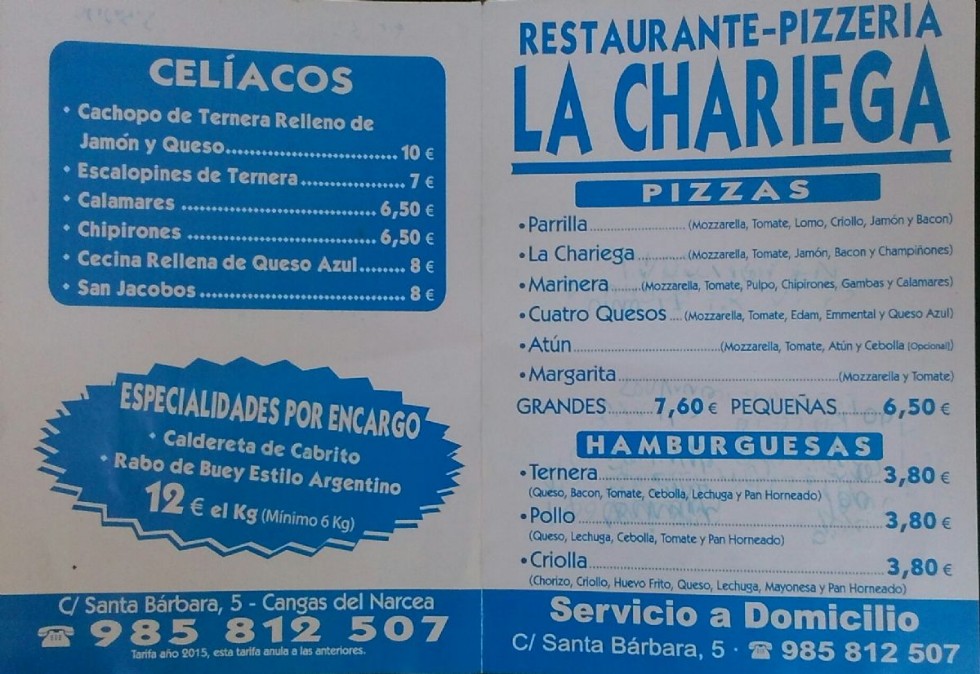 CELÍACOS
• Cachopo de Ternera Relleno de
Jamón y Queso.......... 10 €
• Escalopines de Ternera.......... 7 €
• Calamares .......... 6,50 €
• Chipirones .......... 6,50 €
• Cecina Rellena de Queso Azul........ 8 €
• San Jacobos .......... 8 €
ESPECIALIDADES POR ENCARGO
• Caldereta de Cabrito
• Rabo de Buey Estilo Argentino
12 € el Kg (Mínimo 6 Kg)
C/ Santa Bárbara, 5 - Cangas del Narcea
☎ 985 812 507
Tarifa año 2015, esta tarifa anula a las anteriores.
RESTAURANTE-PIZZERIA
LA CHARIEGA
PIZZAS
• Parrilla .......... (Mozzarella, Tomate, Lomo, Criollo, Jamón y Bacon)
• La Chariega .......... (Mozzarella, Tomate, Jamón, Bacon y Champiñones)
• Marinera .......... (Mozzarella, Tomate, Pulpo, Chipirones, Gambas y Calamares)
• Cuatro Quesos .... (Mozzarella, Tomate, Edam, Emmental y Queso Azul)
• Atún .......... (Mozzarella, Tomate, Atún y Cebolla (Opcional))
• Margarita .......... (Mozzarella y Tomate)
GRANDES .......... 7,60 € PEQUEÑAS .......... 6,50 €
HAMBURGUESAS
• Ternera .......... 3,80 €
(Queso, Bacon, Tomate, Cebolla, Lechuga y Pan Horneado)
• Pollo .......... 3,80 €
(Queso, Lechuga, Cebolla, Tomate y Pan Horneado)
• Criolla .......... 3,80 €
(Chorizo, Criollo, Huevo Frito, Queso, Lechuga, Mayonesa y Pan Horneado)
Servicio a Domicilio
C/ Santa Bárbara, 5 · ☎ 985 812 507